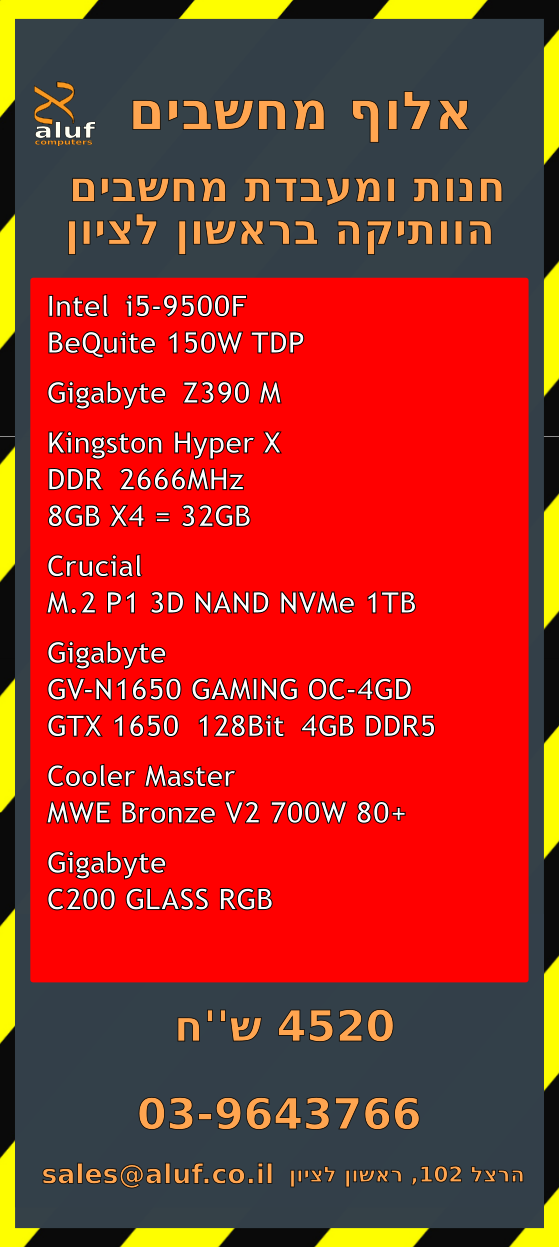 aluf
computers
אלוף מחשבים
חנות ומעבדת מחשבים
הוותיקה בראשון לציון
Intel i5-9500F
BeQuite 150W TDP
Gigabyte Z390 M
Kingston Hyper X
DDR 2666MHz
8GB X4 = 32GB
Crucial
M.2 P1 3D NAND NVMe 1TB
Gigabyte
GV-N1650 GAMING OC-4GD
GTX 1650 128Bit 4GB DDR5
Cooler Master
MWE Bronze V2 700W 80+
Gigabyte
C200 GLASS RGB
4520 ש''ח
03-9643766
הרצל 102, ראשון לציון sales@aluf.co.il